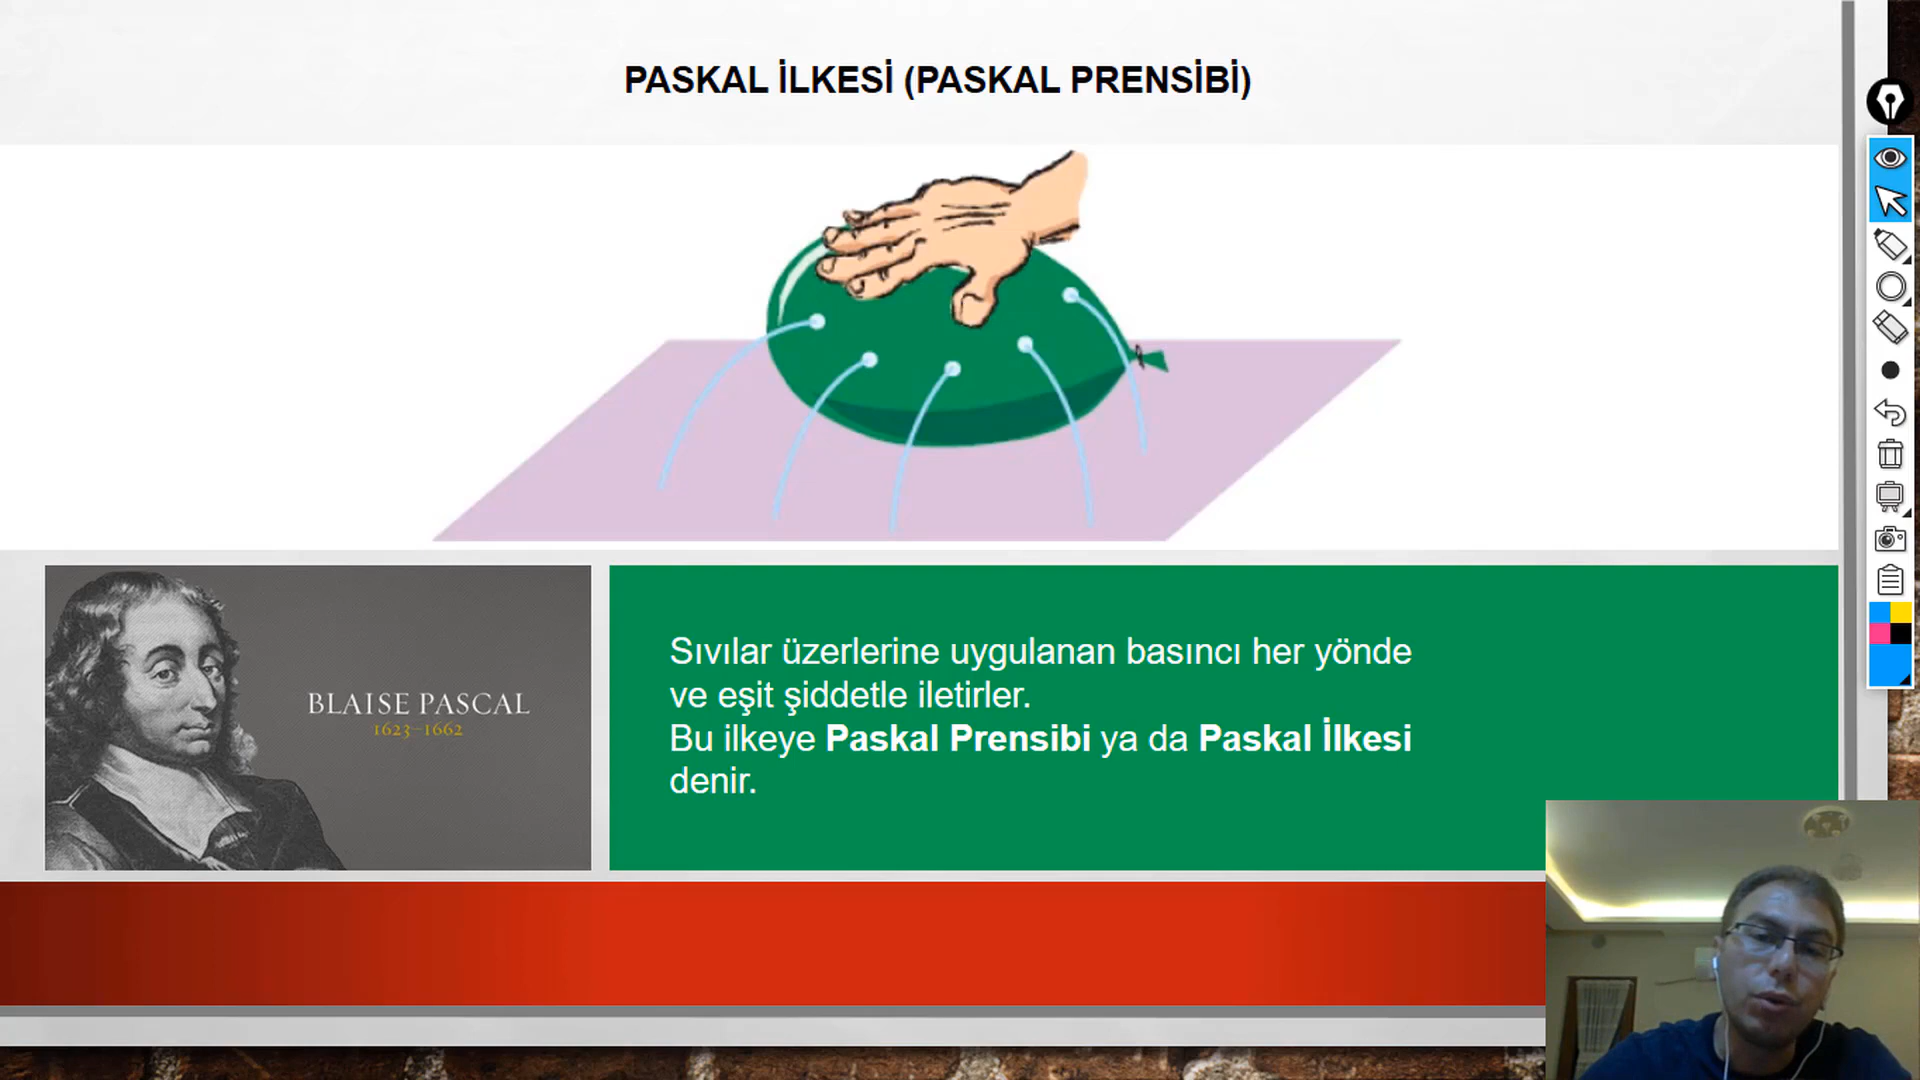 PASKAL İLKESİ (PASKAL PRENSİBİ)
BLAISE PASCAL
1623–1662
Sıvılar üzerlerine uygulanan basıncı her yönde
ve eşit şiddetle iletirler.
Bu ilkeye Paskal Prensibi ya da Paskal İlkesi
denir.